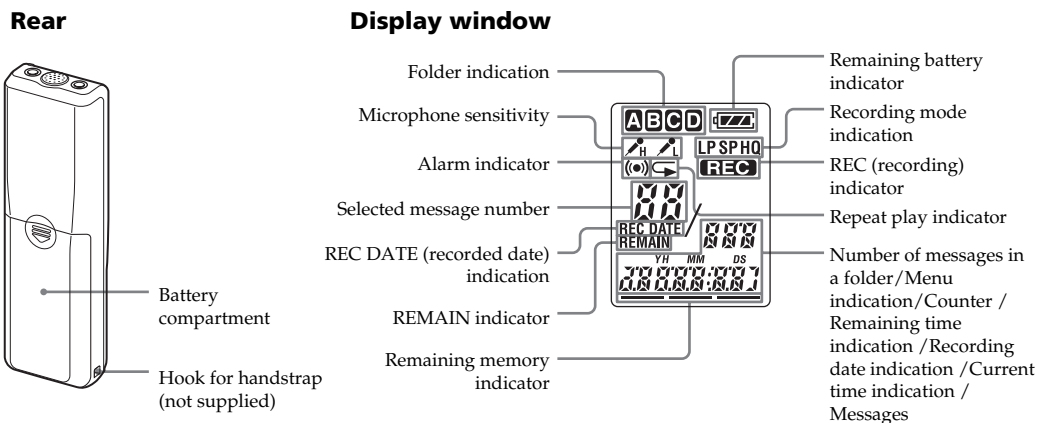 Rear
Display window
Battery
compartment
Hook for handstrap
(not supplied)
Folder indication
Microphone sensitivity
Alarm indicator
Selected message number
REC DATE (recorded date)
indication
REMAIN indicator
Remaining memory
indicator
ABCD
H L
LP SP HQ
REC
88
REC DATE
REMAIN
888
YH MM DS
Remaining battery
indicator
Recording mode
indication
REC (recording)
indicator
Repeat play indicator
Number of messages in
a folder/Menu
indication/Counter /
Remaining time
indication /Recording
date indication /Current
time indication /
Messages